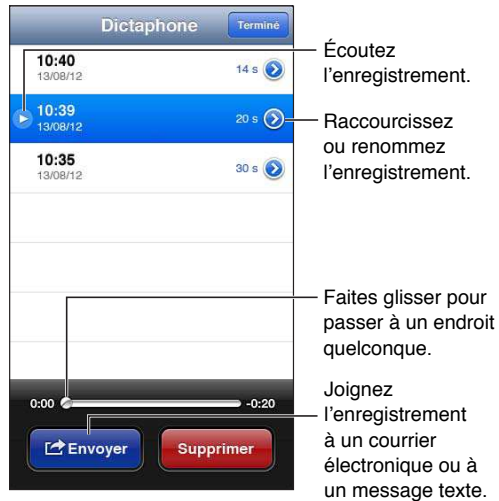 Dictaphone
Terminé
10:40
13/08/12
14 s
10:39
13/08/12
20 s
10:35
13/08/12
30 s
0:00
-0:20
Envoyer
Supprimer
Écoutez
l'enregistrement.
Raccourcissez
ou renommez
l'enregistrement.
Faites glisser pour
passer à un endroit
quelconque.
Joignez
l'enregistrement
à un courrier
électronique ou à
un message texte.